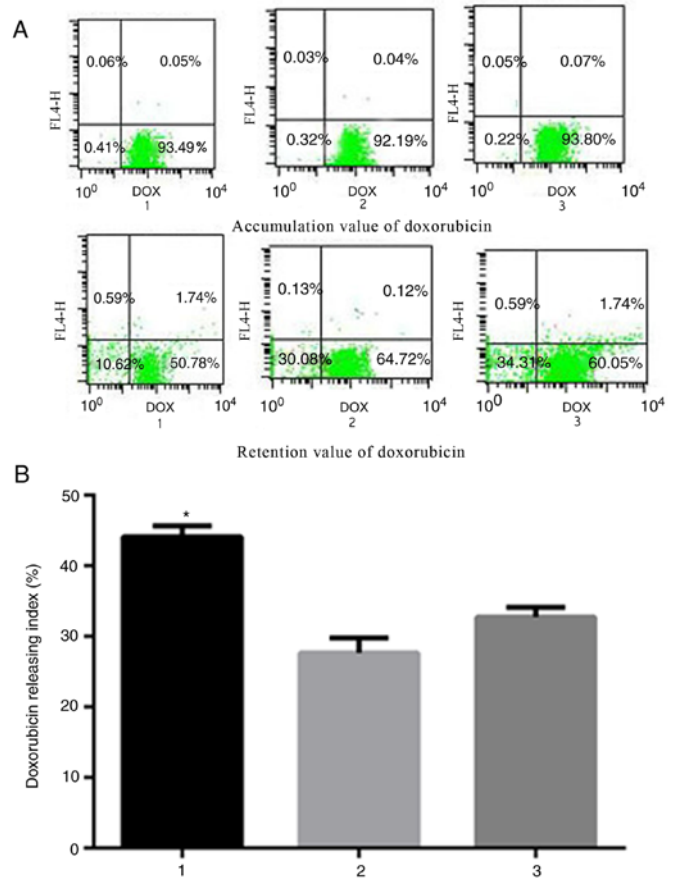 A
0.06% 0.05% 0.03% 0.04% 0.05% 0.07%
FL4-H FL4-H FL4-H
0.41% 93.49% 0.32% 92.19% 0.22% 93.80%
10⁰ DOX 10⁴ 10⁰ DOX 10⁴ 10⁰ DOX 10⁴
1 2 3
Accumulation value of doxorubicin
0.59% 1.74% 0.13% 0.12% 0.59% 1.74%
FL4-H FL4-H FL4-H
10.62% 50.78% 30.08% 64.72% 34.31% 60.05%
10⁰ DOX 10⁴ 10⁰ DOX 10⁴ 10⁰ DOX 10⁴
1 2 3
Retention value of doxorubicin
B
Doxorubicin releasing index (%)
50
*
40
30
20
10
0
1 2 3